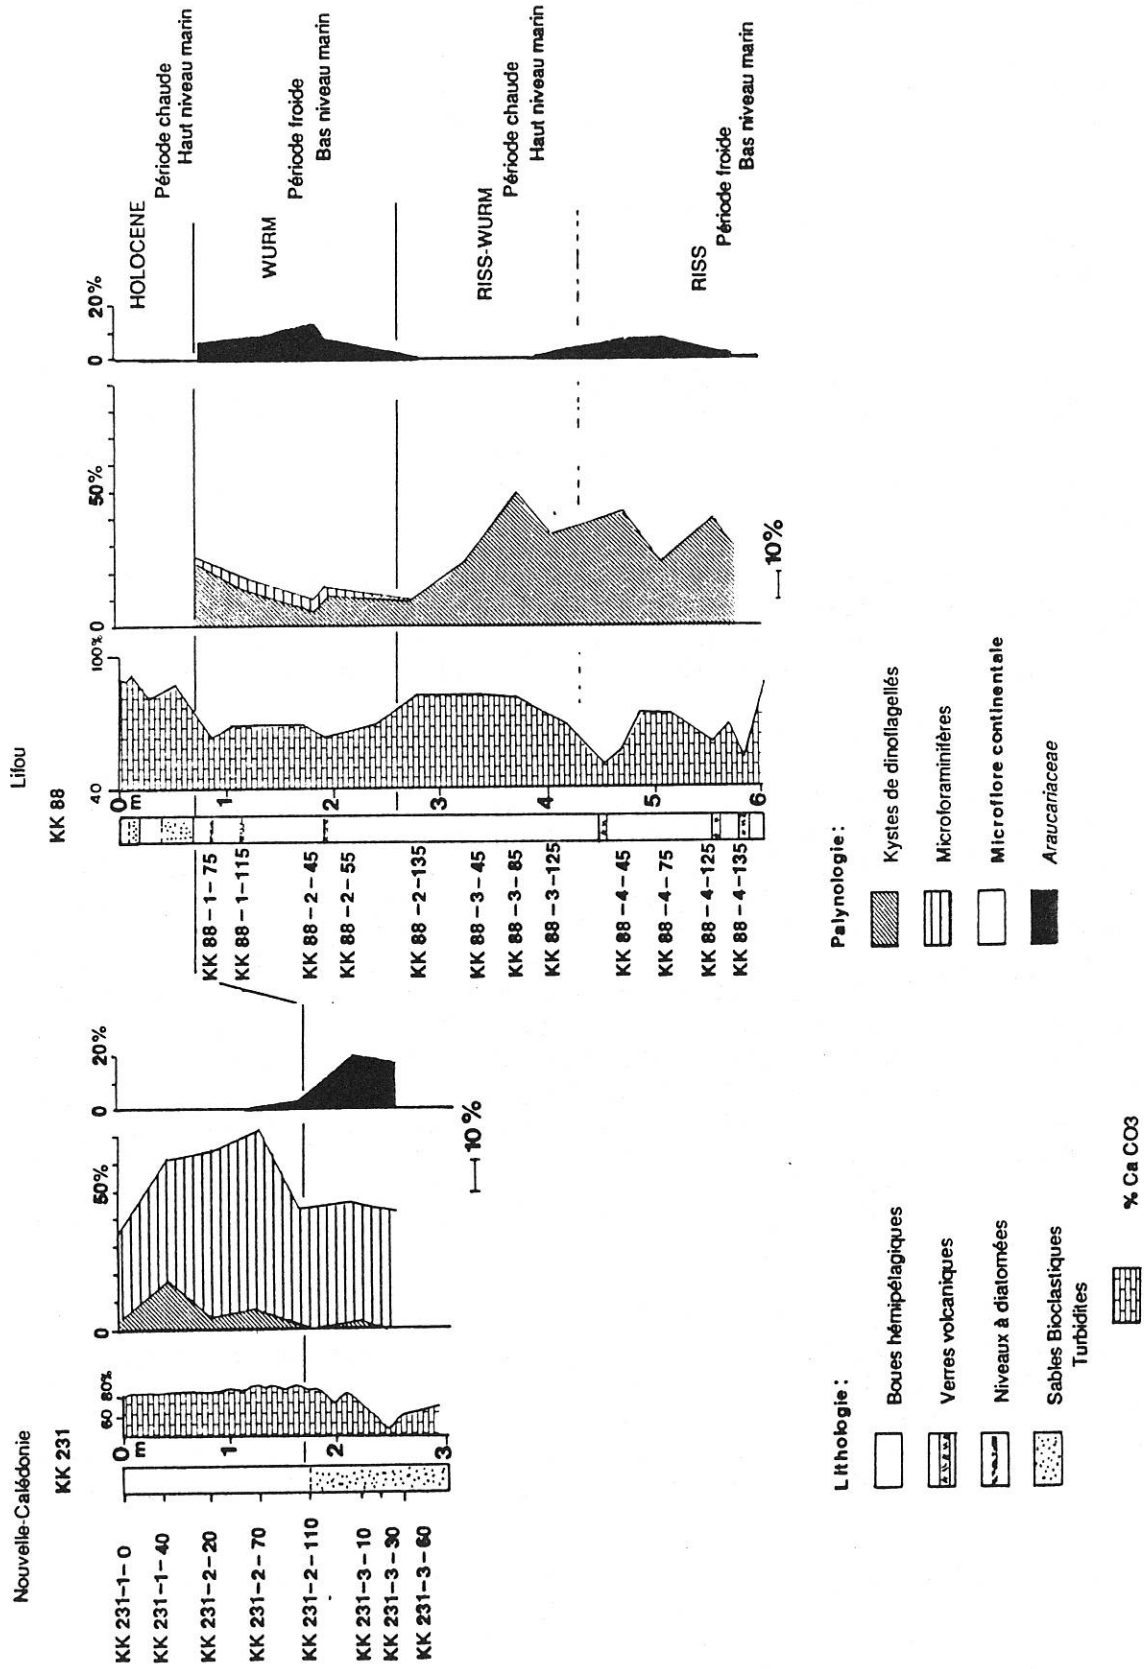 Nouvelle-Calédonie
KK 231
KK 231-1-0
KK 231-1-40
KK 231-2-20
KK 231-2-70
KK 231-2-110
KK 231-3-10
KK 231-3-30
KK 231-3-60
0
m
1
2
3
60 80%
0 50%
0 20%
10%
Lifou
KK 88
KK 88-1-75
KK 88-1-115
KK 88-2-45
KK 88-2-55
KK 88-2-135
KK 88-3-45
KK 88-3-85
KK 88-3-125
KK 88-4-45
KK 88-4-75
KK 88-4-125
KK 88-4-135
0
m
1
2
3
4
5
6
40 100%
0 50%
0 20%
10%
HOLOCENE
Période chaude
Haut niveau marin
WURM
Période froide
Bas niveau marin
RISS-WURM
Période chaude
Haut niveau marin
RISS
Période froide
Bas niveau marin
Lithologie :
Boues hémipélagiques
Verres volcaniques
Niveaux à diatomées
Sables Bioclastiques
Turbidites
% Ca CO3
Palynologie :
Kystes de dinollagellés
Microforaminifères
Microflore continentale
Araucariaceae